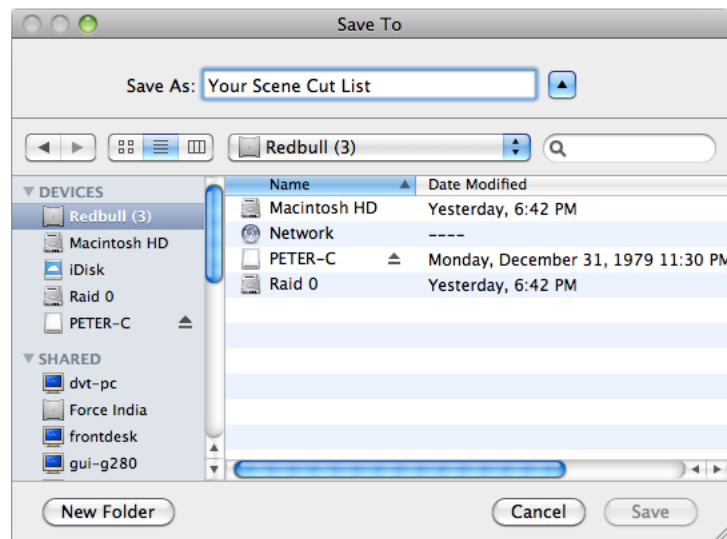 Save To
Save As: Your Scene Cut List
Redbull (3)
DEVICES
Redbull (3)
Macintosh HD
iDisk
Raid 0
PETER-C
SHARED
dvt-pc
Force India
frontdesk
gui-g280
Name Date Modified
Macintosh HD Yesterday, 6:42 PM
Network ----
PETER-C Monday, December 31, 1979 11:30 PM
Raid 0 Yesterday, 6:42 PM
New Folder Cancel Save